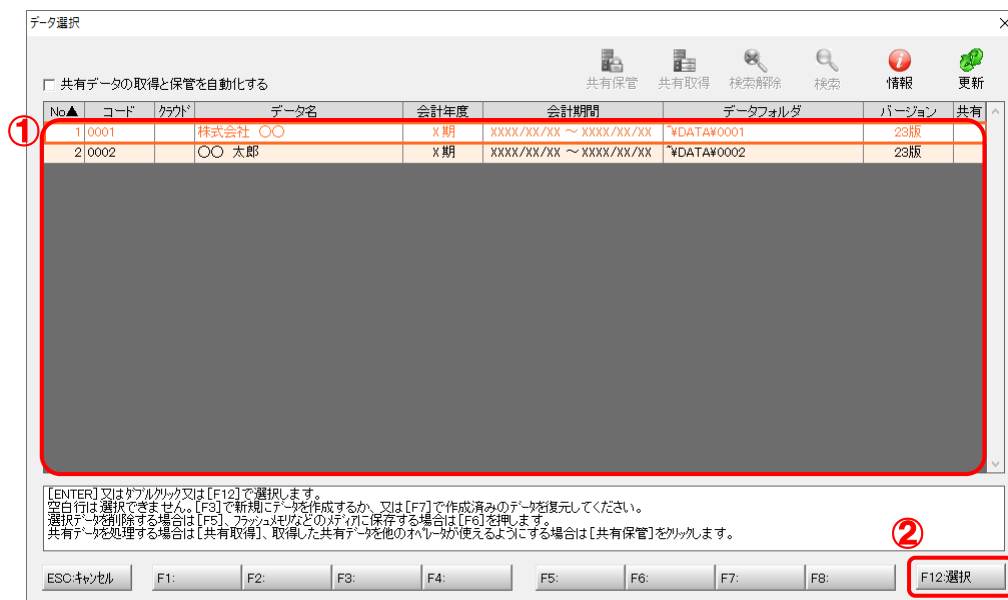 データ選択
共有データの取得と保管を自動化する
共有保管 共有取得 検索解除 検索 情報 更新
No▲ コード クラウド データ名 会計年度 会計期間 データフォルダ バージョン 共有
①
1 0001 株式会社 〇〇 X期 XXXX/XX/XX ～ XXXX/XX/XX ~¥DATA¥0001 23版
2 0002 〇〇 太郎 X期 XXXX/XX/XX ～ XXXX/XX/XX ~¥DATA¥0002 23版
[ENTER]又はダブルクリック又は[F12]で選択します。
空白行は選択できません。[F3]で新規にデータを作成するか、又は[F7]で作成済みのデータを復元してください。
選択データを削除する場合は[F5]、フラッシュメモリなどのメディアに保存する場合は[F6]を押します。
共有データを処理する場合は[共有取得]、取得した共有データを他のオペレータが使えるようにする場合は[共有保管]をクリックします。
②
ESC:キャンセル F1: F2: F3: F4: F5: F6: F7: F8: F12:選択